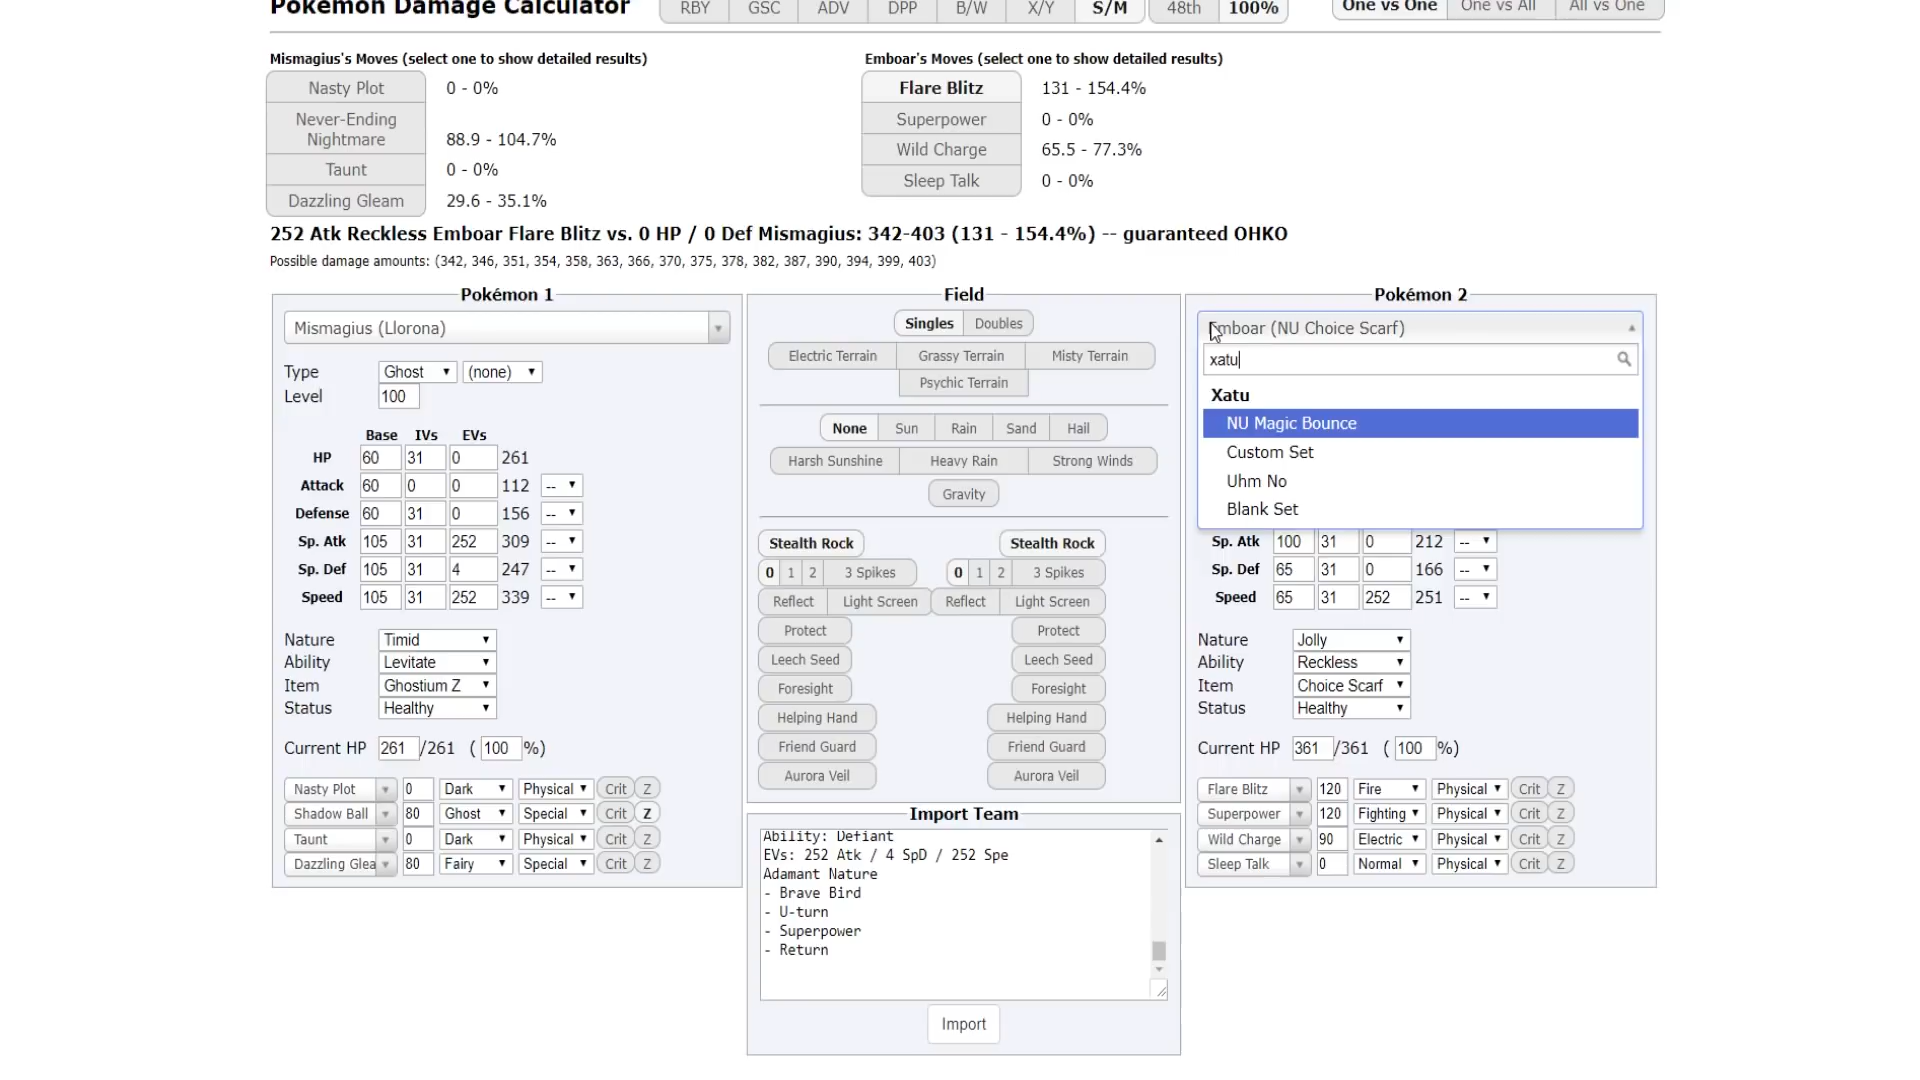 Pokémon Damage Calculator RBY GSC ADV DPP B/W X/Y S/M 48th 100% One vs One One vs All All vs One
Mismagius's Moves (select one to show detailed results)
Nasty Plot 0 - 0%
Never-Ending
Nightmare 88.9 - 104.7%
Taunt 0 - 0%
Dazzling Gleam 29.6 - 35.1%
Emboar's Moves (select one to show detailed results)
Flare Blitz 131 - 154.4%
Superpower 0 - 0%
Wild Charge 65.5 - 77.3%
Sleep Talk 0 - 0%
252 Atk Reckless Emboar Flare Blitz vs. 0 HP / 0 Def Mismagius: 342-403 (131 - 154.4%) -- guaranteed OHKO
Possible damage amounts: (342, 346, 351, 354, 358, 363, 366, 370, 375, 378, 382, 387, 390, 394, 399, 403)
Pokémon 1
Mismagius (Llorona)
Type Ghost (none)
Level 100
Base IVs EVs
HP 60 31 0 261
Attack 60 0 0 112 --
Defense 60 31 0 156 --
Sp. Atk 105 31 252 309 --
Sp. Def 105 31 4 247 --
Speed 105 31 252 339 --
Nature Timid
Ability Levitate
Item Ghostium Z
Status Healthy
Current HP 261 /261 ( 100 %)
Nasty Plot 0 Dark Physical Crit Z
Shadow Ball 80 Ghost Special Crit Z
Taunt 0 Dark Physical Crit Z
Dazzling Glea 80 Fairy Special Crit Z
Field
Singles Doubles
Electric Terrain Grassy Terrain Misty Terrain
Psychic Terrain
None Sun Rain Sand Hail
Harsh Sunshine Heavy Rain Strong Winds
Gravity
Stealth Rock Stealth Rock
0 1 2 3 Spikes 0 1 2 3 Spikes
Reflect Light Screen Reflect Light Screen
Protect Protect
Leech Seed Leech Seed
Foresight Foresight
Helping Hand Helping Hand
Friend Guard Friend Guard
Aurora Veil Aurora Veil
Import Team
Ability: Defiant
EVs: 252 Atk / 4 SpD / 252 Spe
Adamant Nature
- Brave Bird
- U-turn
- Superpower
- Return
Import
Pokémon 2
Emboar (NU Choice Scarf)
xatu
Xatu
NU Magic Bounce
Custom Set
Uhm No
Blank Set
Sp. Atk 100 31 0 212 --
Sp. Def 65 31 0 166 --
Speed 65 31 252 251 --
Nature Jolly
Ability Reckless
Item Choice Scarf
Status Healthy
Current HP 361 /361 ( 100 %)
Flare Blitz 120 Fire Physical Crit Z
Superpower 120 Fighting Physical Crit Z
Wild Charge 90 Electric Physical Crit Z
Sleep Talk 0 Normal Physical Crit Z